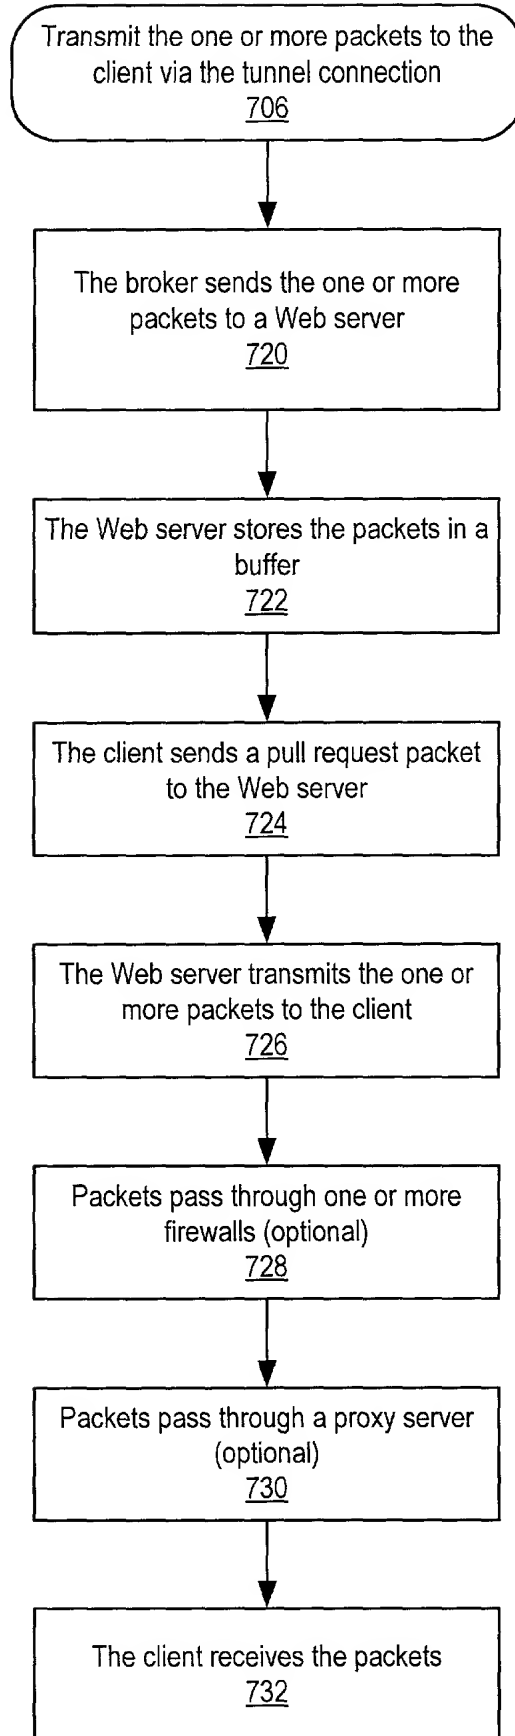 Transmit the one or more packets to the
client via the tunnel connection
706
The broker sends the one or more
packets to a Web server
720
The Web server stores the packets in a
buffer
722
The client sends a pull request packet
to the Web server
724
The Web server transmits the one or
more packets to the client
726
Packets pass through one or more
firewalls (optional)
728
Packets pass through a proxy server
(optional)
730
The client receives the packets
732